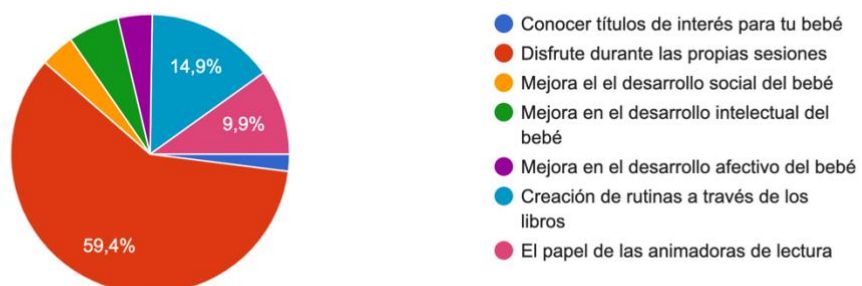 14,9%
9,9%
59,4%
Conocer títulos de interés para tu bebé
Disfrute durante las propias sesiones
Mejora el el desarrollo social del bebé
Mejora en el desarrollo intelectual del
bebé
Mejora en el desarrollo afectivo del bebé
Creación de rutinas a través de los
libros
El papel de las animadoras de lectura